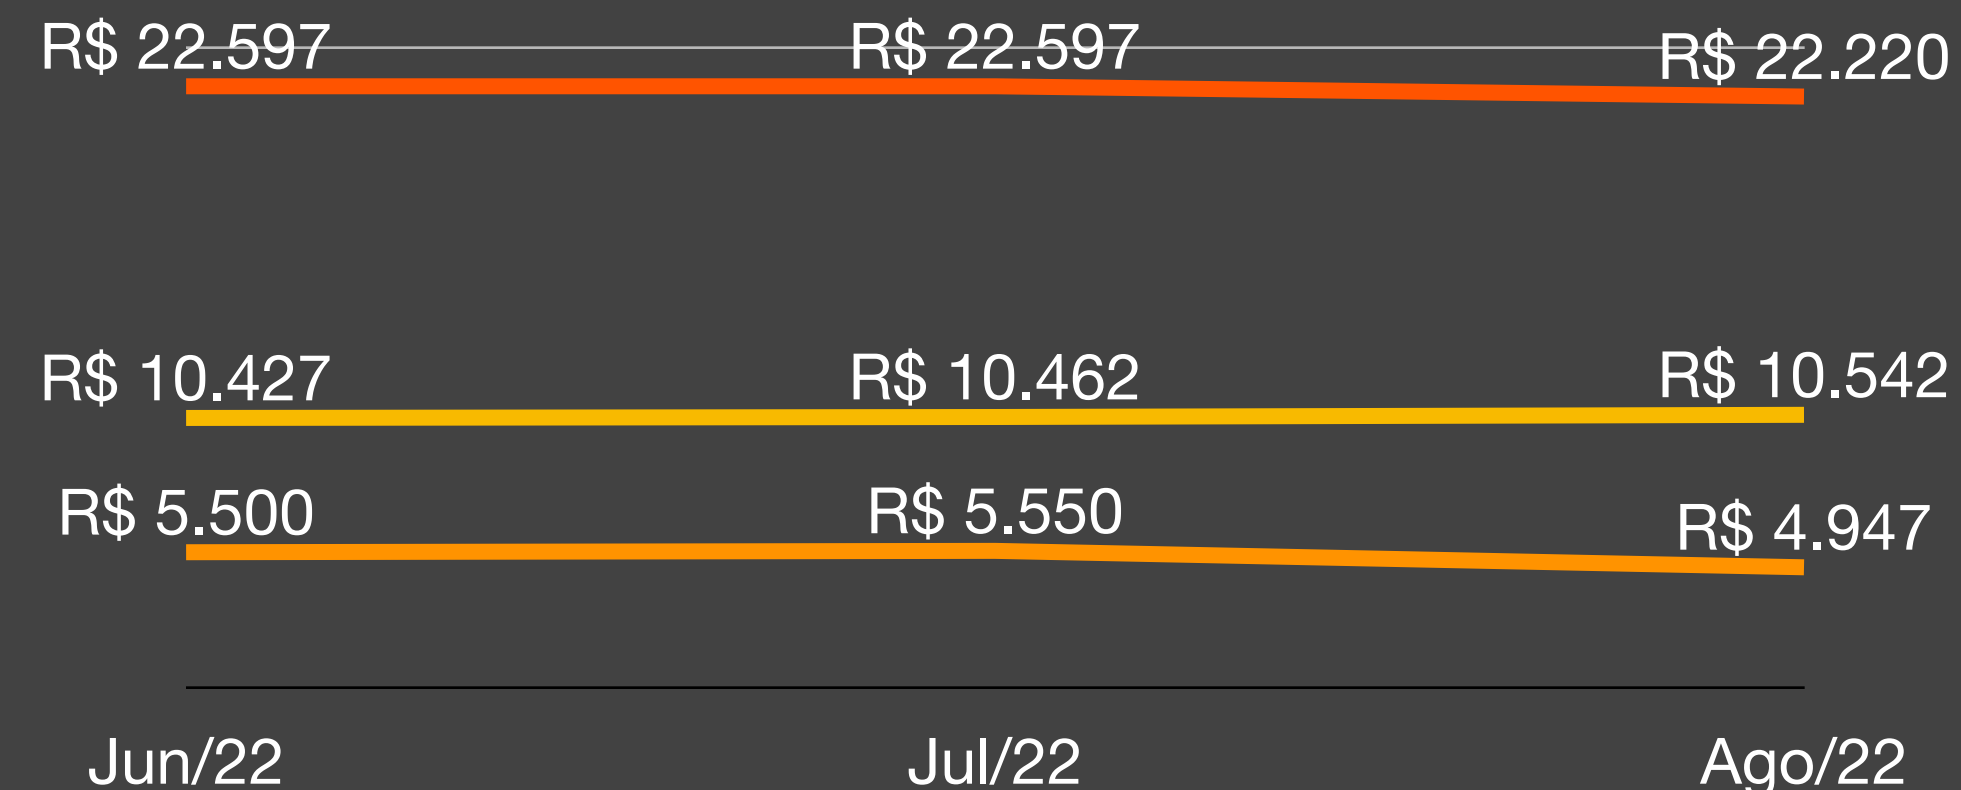 R$ 22.597 R$ 22.597 R$ 22.220
R$ 10.427 R$ 10.462 R$ 10.542
R$ 5.500 R$ 5.550 R$ 4.947
Jun/22 Jul/22 Ago/22